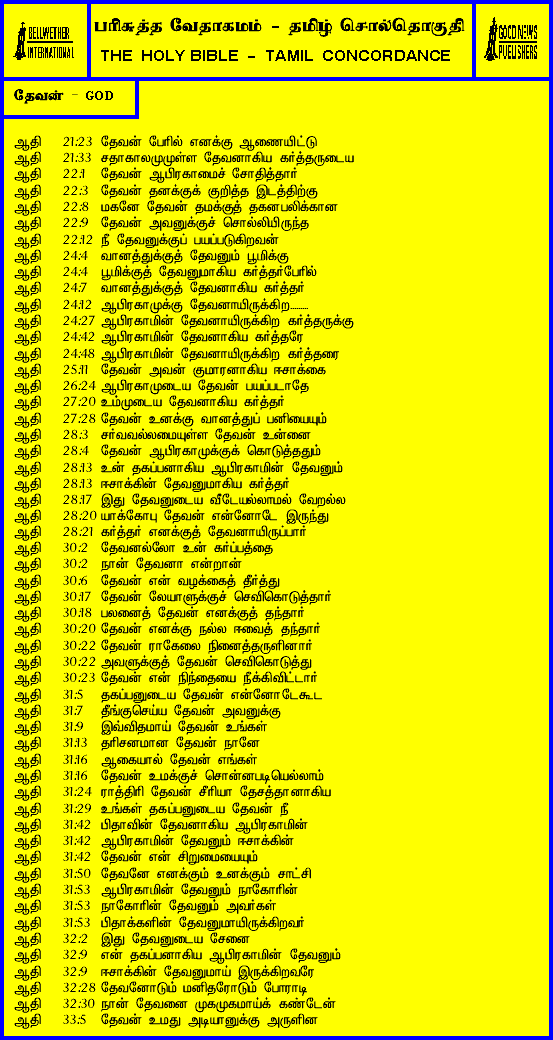 BELLWETHER INTERNATIONAL
பரிசுத்த வேதாகமம் – தமிழ் சொல்தொகுதி
THE HOLY BIBLE – TAMIL CONCORDANCE
GOOD NEWS PUBLISHERS
தேவன் – GOD
ஆதி 21:23 தேவன் பேரில் எனக்கு ஆணையிட்டு
ஆதி 21:33 சதாகாலமுமுள்ள தேவனாகிய கர்த்தருடைய
ஆதி 22:1 தேவன் ஆபிரகாமைச் சோதித்தார்
ஆதி 22:3 தேவன் தனக்குக் குறித்த இடத்திற்கு
ஆதி 22:8 மகனே தேவன் தமக்குத் தகனபலிக்கான
ஆதி 22:9 தேவன் அவனுக்குச் சொல்லியிருந்த
ஆதி 22:12 நீ தேவனுக்குப் பயப்படுகிறவன்
ஆதி 24:4 வானத்துக்குத் தேவனும் பூமிக்கு
ஆதி 24:4 பூமிக்குத் தேவனுமாகிய கர்த்தர்பேரில்
ஆதி 24:7 வானத்துக்குத் தேவனாகிய கர்த்தர்
ஆதி 24:12 ஆபிரகாமுக்கு தேவனாயிருக்கிற.......
ஆதி 24:27 ஆபிரகாமின் தேவனாயிருக்கிற கர்த்தருக்கு
ஆதி 24:42 ஆபிரகாமின் தேவனாகிய கர்த்தரே
ஆதி 24:48 ஆபிரகாமின் தேவனாயிருக்கிற கர்த்தரை
ஆதி 25:11 தேவன் அவன் குமாரனாகிய ஈசாக்கை
ஆதி 26:24 ஆபிரகாமுடைய தேவன் பயப்படாதே
ஆதி 27:20 உம்முடைய தேவனாகிய கர்த்தர்
ஆதி 27:28 தேவன் உனக்கு வானத்துப் பனியையும்
ஆதி 28:3 சர்வவல்லமையுள்ள தேவன் உன்னை
ஆதி 28:4 தேவன் ஆபிரகாமுக்குக் கொடுத்ததும்
ஆதி 28:13 உன் தகப்பனாகிய ஆபிரகாமின் தேவனும்
ஆதி 28:13 ஈசாக்கின் தேவனுமாகிய கர்த்தர்
ஆதி 28:17 இது தேவனுடைய வீடேயல்லாமல் வேறல்ல
ஆதி 28:20 யாக்கோபு தேவன் என்னோடே இருந்து
ஆதி 28:21 கர்த்தர் எனக்குத் தேவனாயிருப்பார்
ஆதி 30:2 தேவனல்லோ உன் கர்ப்பத்தை
ஆதி 30:2 நான் தேவனா என்றான்
ஆதி 30:6 தேவன் என் வழக்கைத் தீர்த்து
ஆதி 30:17 தேவன் லேயாளுக்குச் செவிகொடுத்தார்
ஆதி 30:18 பலனைத் தேவன் எனக்குத் தந்தார்
ஆதி 30:20 தேவன் எனக்கு நல்ல ஈவைத் தந்தார்
ஆதி 30:22 தேவன் ராகேலை நினைத்தருளினார்
ஆதி 30:22 அவளுக்குத் தேவன் செவிகொடுத்து
ஆதி 30:23 தேவன் என் நிந்தையை நீக்கிவிட்டார்
ஆதி 31:5 தகப்பனுடைய தேவன் என்னோடேகூட
ஆதி 31:7 தீங்குசெய்ய தேவன் அவனுக்கு
ஆதி 31:9 இவ்விதமாய் தேவன் உங்கள்
ஆதி 31:13 தரிசனமான தேவன் நானே
ஆதி 31:16 ஆகையால் தேவன் எங்கள்
ஆதி 31:16 தேவன் உமக்குச் சொன்னபடியெல்லாம்
ஆதி 31:24 ராத்திரி தேவன் சீரியா தேசத்தானாகிய
ஆதி 31:29 உங்கள் தகப்பனுடைய தேவன் நீ
ஆதி 31:42 பிதாவின் தேவனாகிய ஆபிரகாமின்
ஆதி 31:42 ஆபிரகாமின் தேவனும் ஈசாக்கின்
ஆதி 31:42 தேவன் என் சிறுமையையும்
ஆதி 31:50 தேவனே எனக்கும் உனக்கும் சாட்சி
ஆதி 31:53 ஆபிரகாமின் தேவனும் நாகோரின்
ஆதி 31:53 நாகோரின் தேவனும் அவர்கள்
ஆதி 31:53 பிதாக்களின் தேவனுமாயிருக்கிறவர்
ஆதி 32:2 இது தேவனுடைய சேனை
ஆதி 32:9 என் தகப்பனாகிய ஆபிரகாமின் தேவனும்
ஆதி 32:9 ஈசாக்கின் தேவனுமாய் இருக்கிறவரே
ஆதி 32:28 தேவனோடும் மனிதரோடும் போராடி
ஆதி 32:30 நான் தேவனை முகமுகமாய்க் கண்டேன்
ஆதி 33:5 தேவன் உமது அடியானுக்கு அருளின